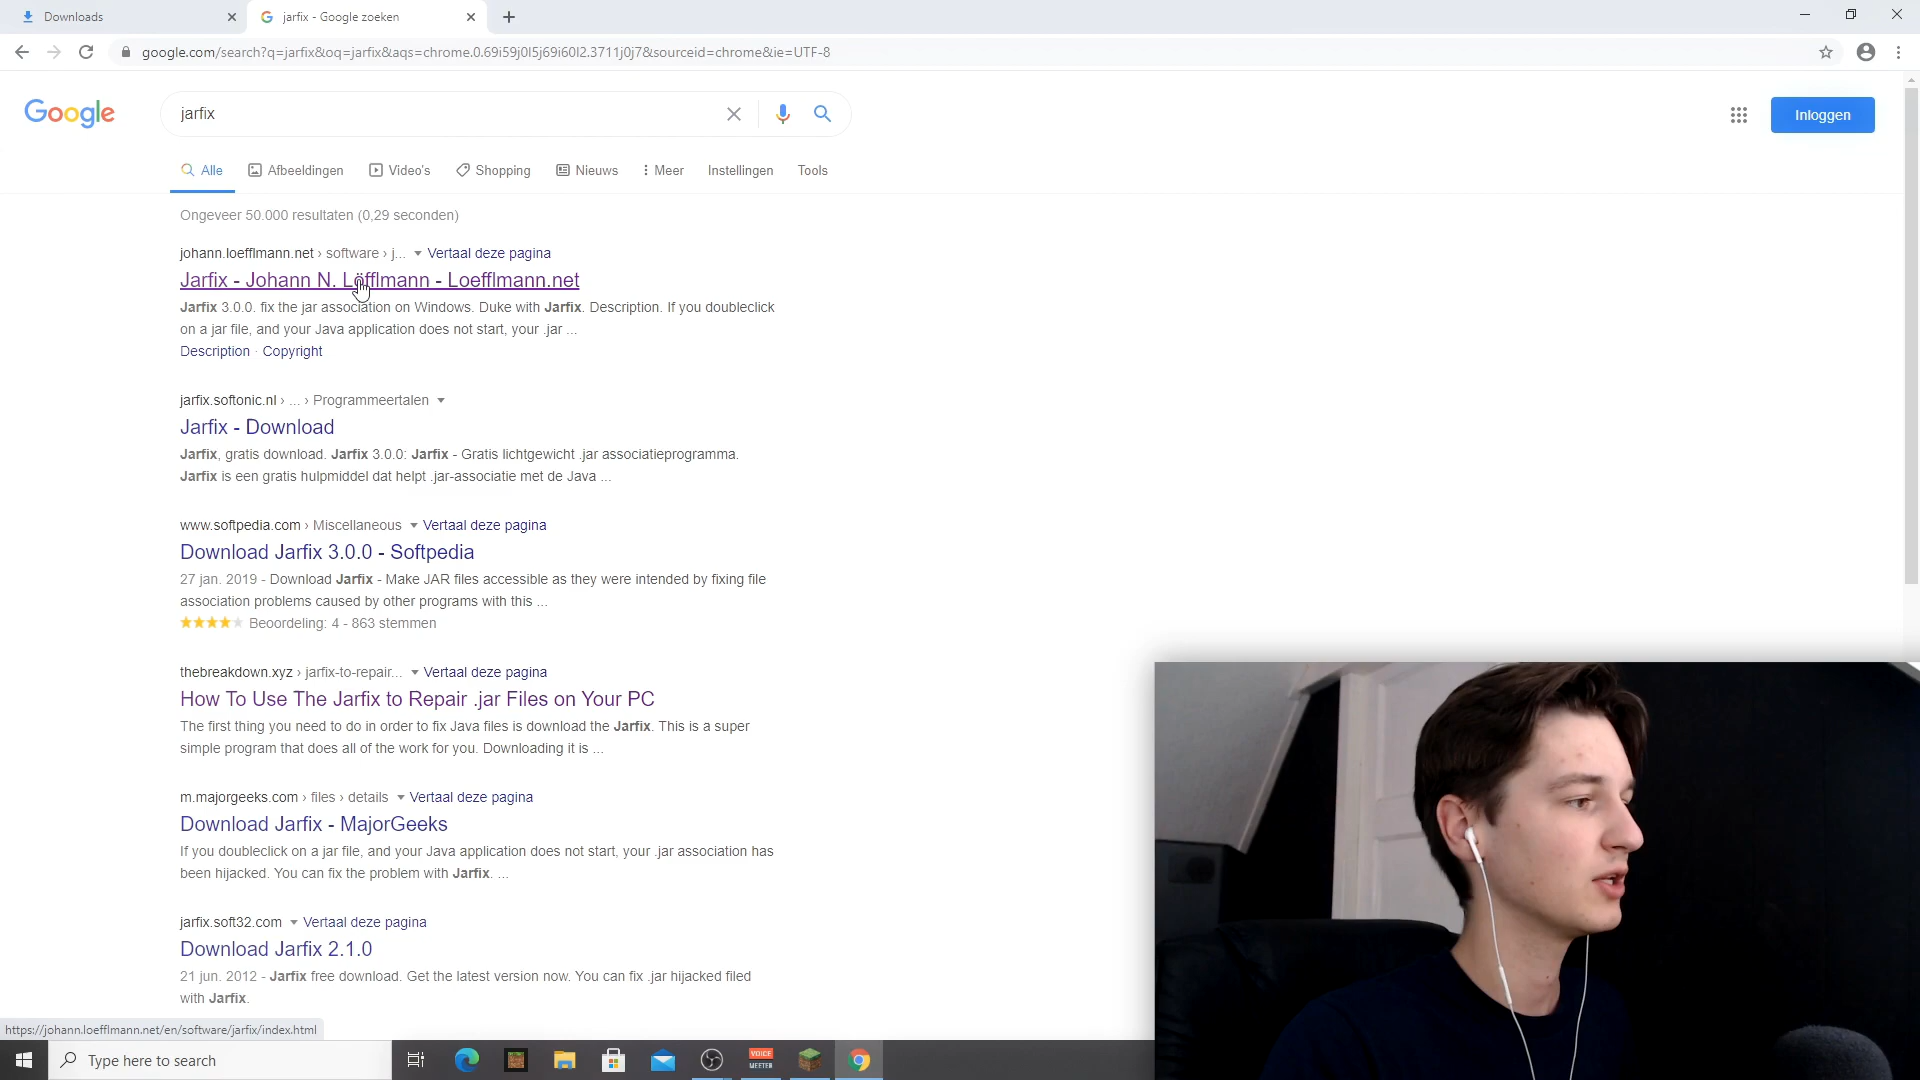 Downloads
jarfix - Google zoeken
google.com/search?q=jarfix&oq=jarfix&aqs=chrome.0.69i59j0l5j69i60l2.3711j0j7&sourceid=chrome&ie=UTF-8
Google
jarfix
Inloggen
Alle
Afbeeldingen
Video's
Shopping
Nieuws
Meer
Instellingen
Tools
Ongeveer 50.000 resultaten (0,29 seconden)
johann.loefflmann.net › software › j... Vertaal deze pagina
Jarfix - Johann N. Löfflmann - Loefflmann.net
Jarfix 3.0.0. fix the jar association on Windows. Duke with Jarfix. Description. If you doubleclick
on a jar file, and your Java application does not start, your .jar ...
Description · Copyright
jarfix.softonic.nl › ... › Programmeertalen
Jarfix - Download
Jarfix, gratis download. Jarfix 3.0.0: Jarfix - Gratis lichtgewicht .jar associatieprogramma.
Jarfix is een gratis hulpmiddel dat helpt .jar-associatie met de Java ...
www.softpedia.com › Miscellaneous Vertaal deze pagina
Download Jarfix 3.0.0 - Softpedia
27 jan. 2019 - Download Jarfix - Make JAR files accessible as they were intended by fixing file
association problems caused by other programs with this ...
Beoordeling: 4 - 863 stemmen
thebreakdown.xyz › jarfix-to-repair... Vertaal deze pagina
How To Use The Jarfix to Repair .jar Files on Your PC
The first thing you need to do in order to fix Java files is download the Jarfix. This is a super
simple program that does all of the work for you. Downloading it is ...
m.majorgeeks.com › files › details Vertaal deze pagina
Download Jarfix - MajorGeeks
If you doubleclick on a jar file, and your Java application does not start, your .jar association has
been hijacked. You can fix the problem with Jarfix. ...
jarfix.soft32.com Vertaal deze pagina
Download Jarfix 2.1.0
21 jun. 2012 - Jarfix free download. Get the latest version now. You can fix .jar hijacked filed
with Jarfix.
https://johann.loefflmann.net/en/software/jarfix/index.html
Type here to search
VOICE
MEETER